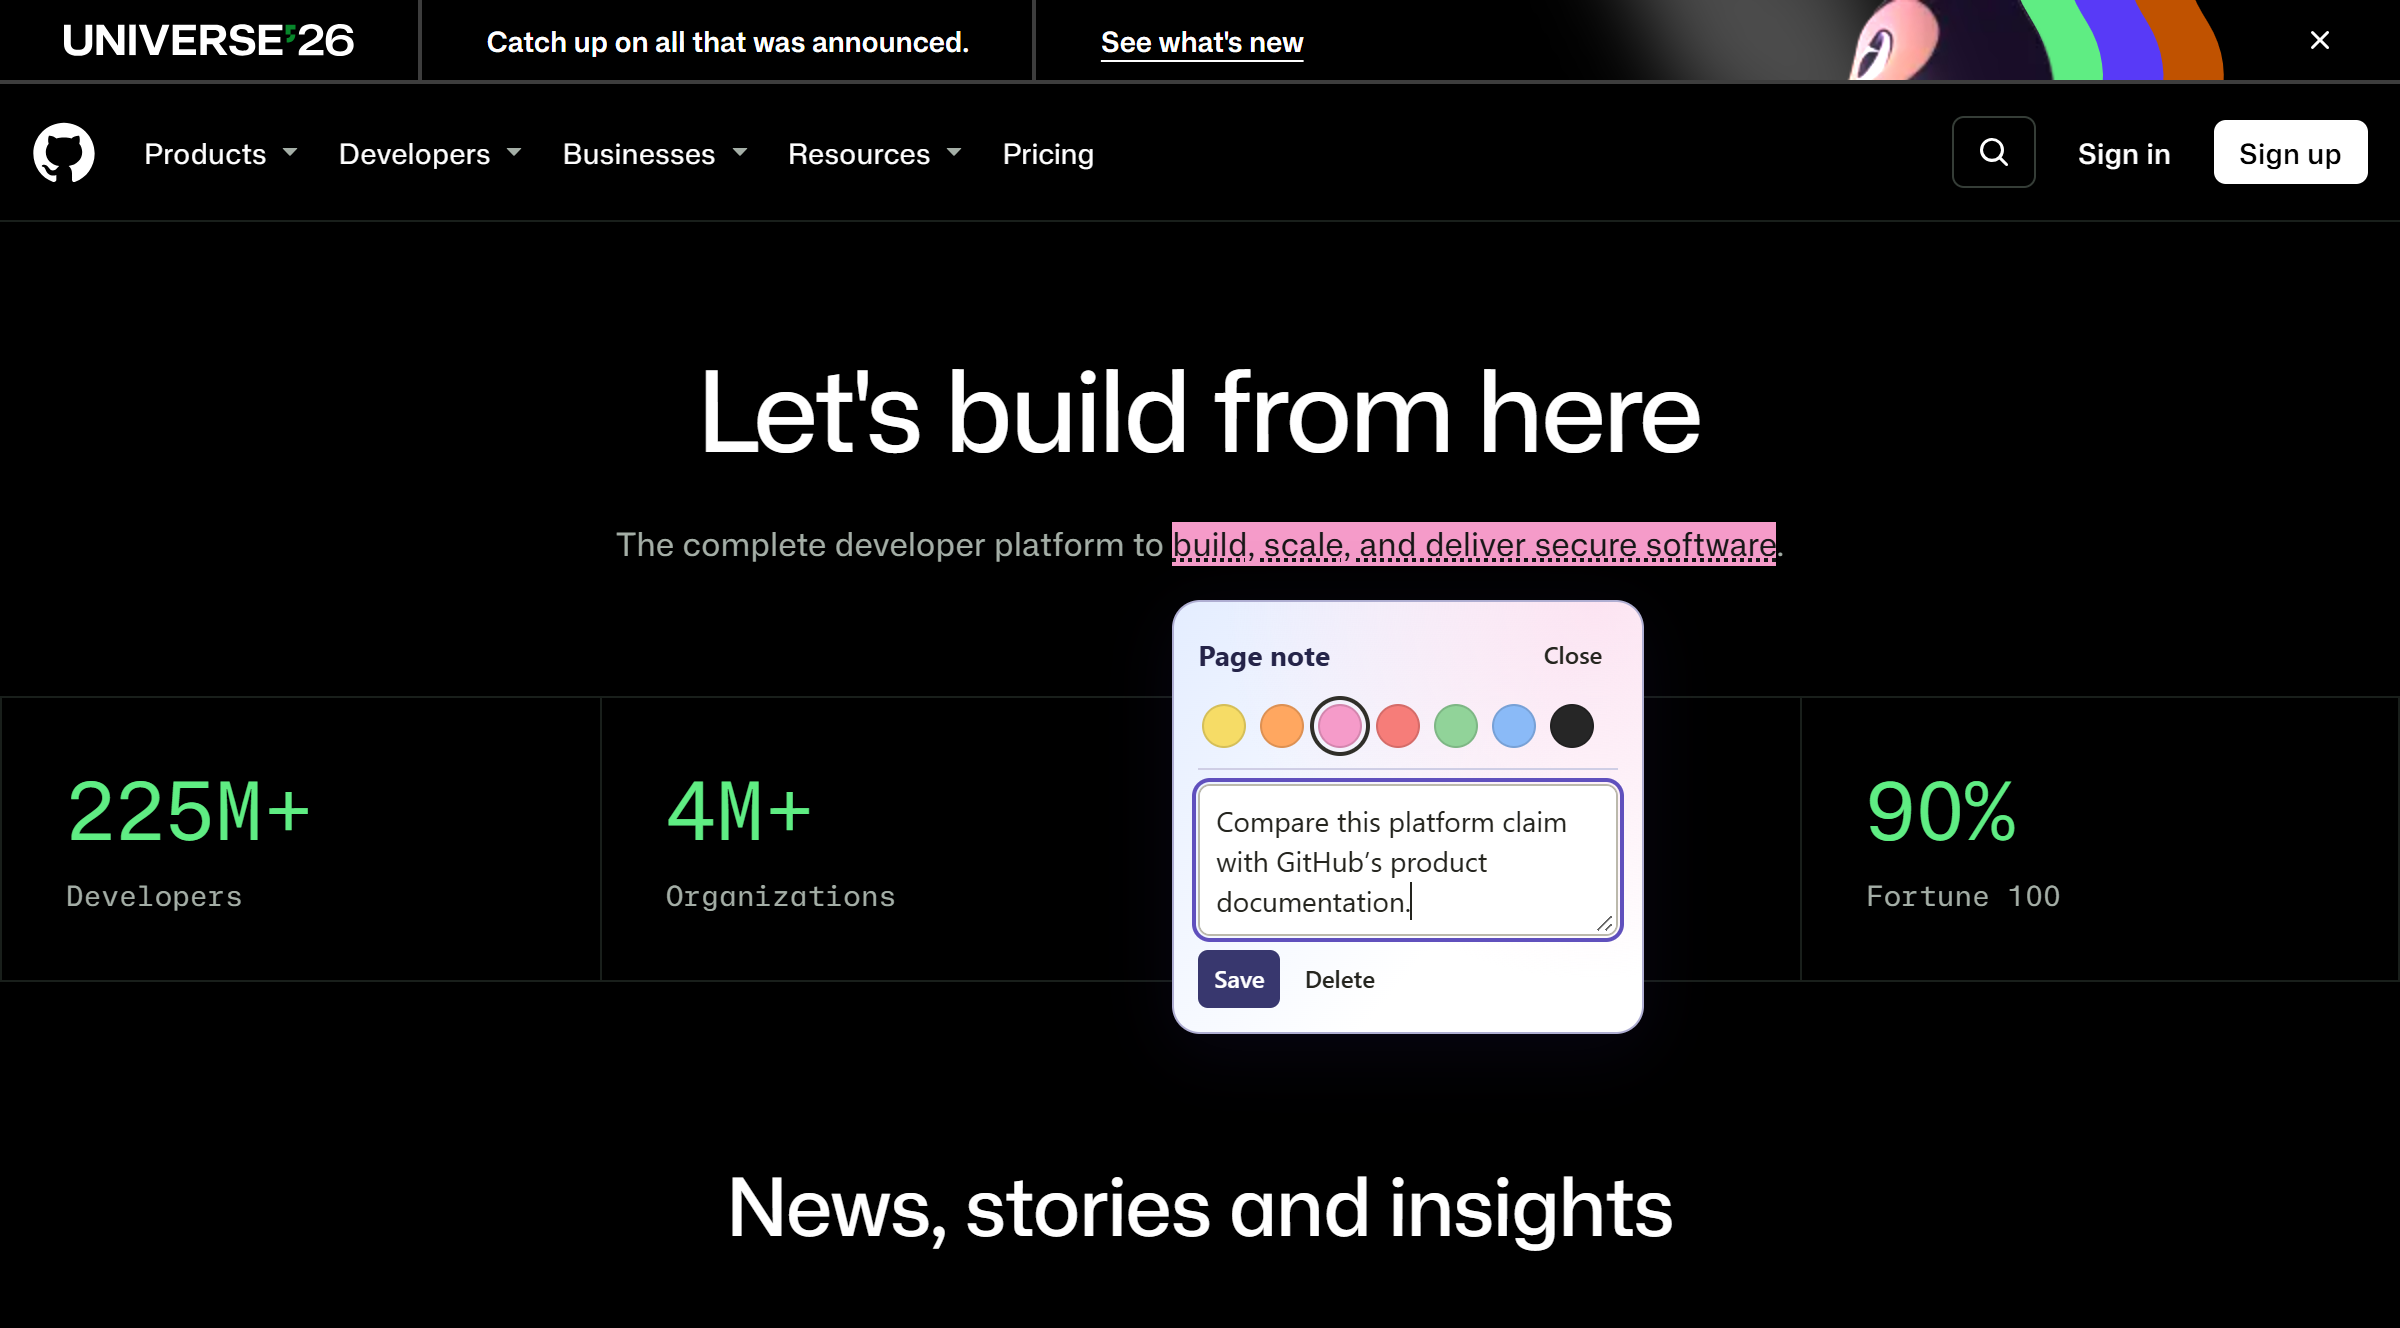 UNIVERSE'26
Catch up on all that was announced.
See what's new
Products
Developers
Businesses
Resources
Pricing
Sign in
Sign up
Let's build from here
The complete developer platform to build, scale, and deliver secure software.
Page note
Close
Compare this platform claim
with GitHub’s product
documentation.
Save
Delete
225M+
Developers
4M+
Organizations
90%
Fortune 100
News, stories and insights